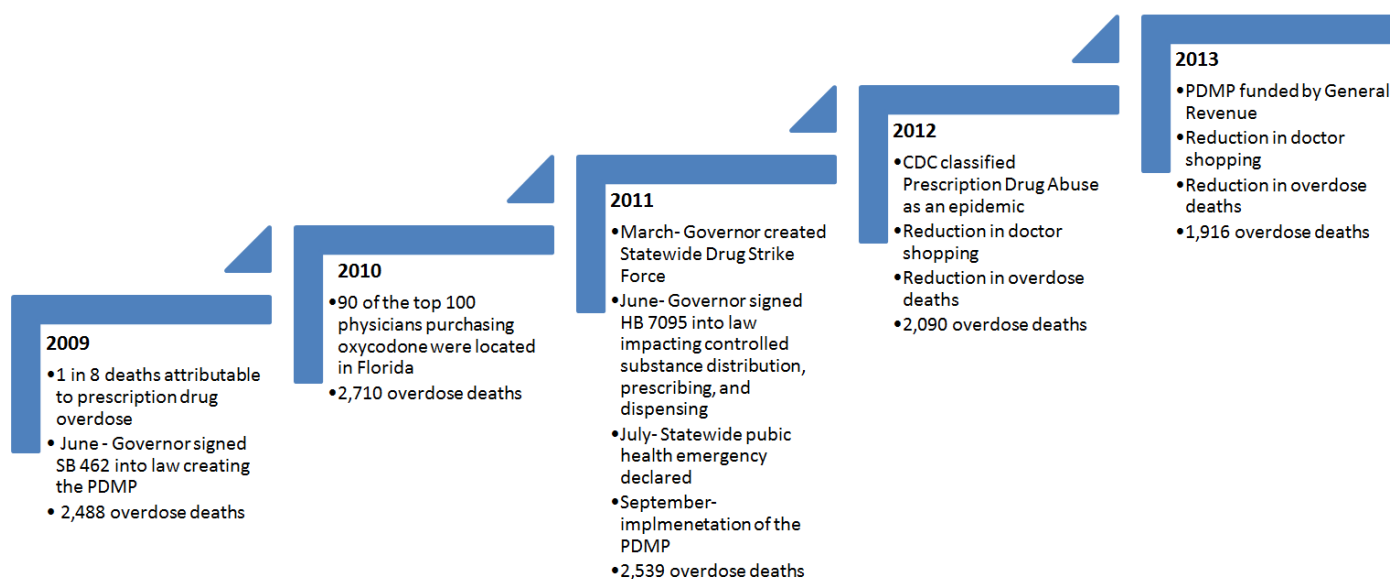 2009
•1 in 8 deaths attributable
to prescription drug
overdose
• June - Governor signed
SB 462 into law creating
the PDMP
• 2,488 overdose deaths
2010
•90 of the top 100
physicians purchasing
oxycodone were located
in Florida
•2,710 overdose deaths
2011
•March- Governor created
Statewide Drug Strike
Force
•June- Governor signed
HB 7095 into law
impacting controlled
substance distribution,
prescribing, and
dispensing
•July- Statewide pubic
health emergency
declared
•September-
implmenetation of the
PDMP
•2,539 overdose deaths
2012
•CDC classified
Prescription Drug Abuse
as an epidemic
•Reduction in doctor
shopping
•Reduction in overdose
deaths
•2,090 overdose deaths
2013
•PDMP funded by General
Revenue
•Reduction in doctor
shopping
•Reduction in overdose
deaths
•1,916 overdose deaths